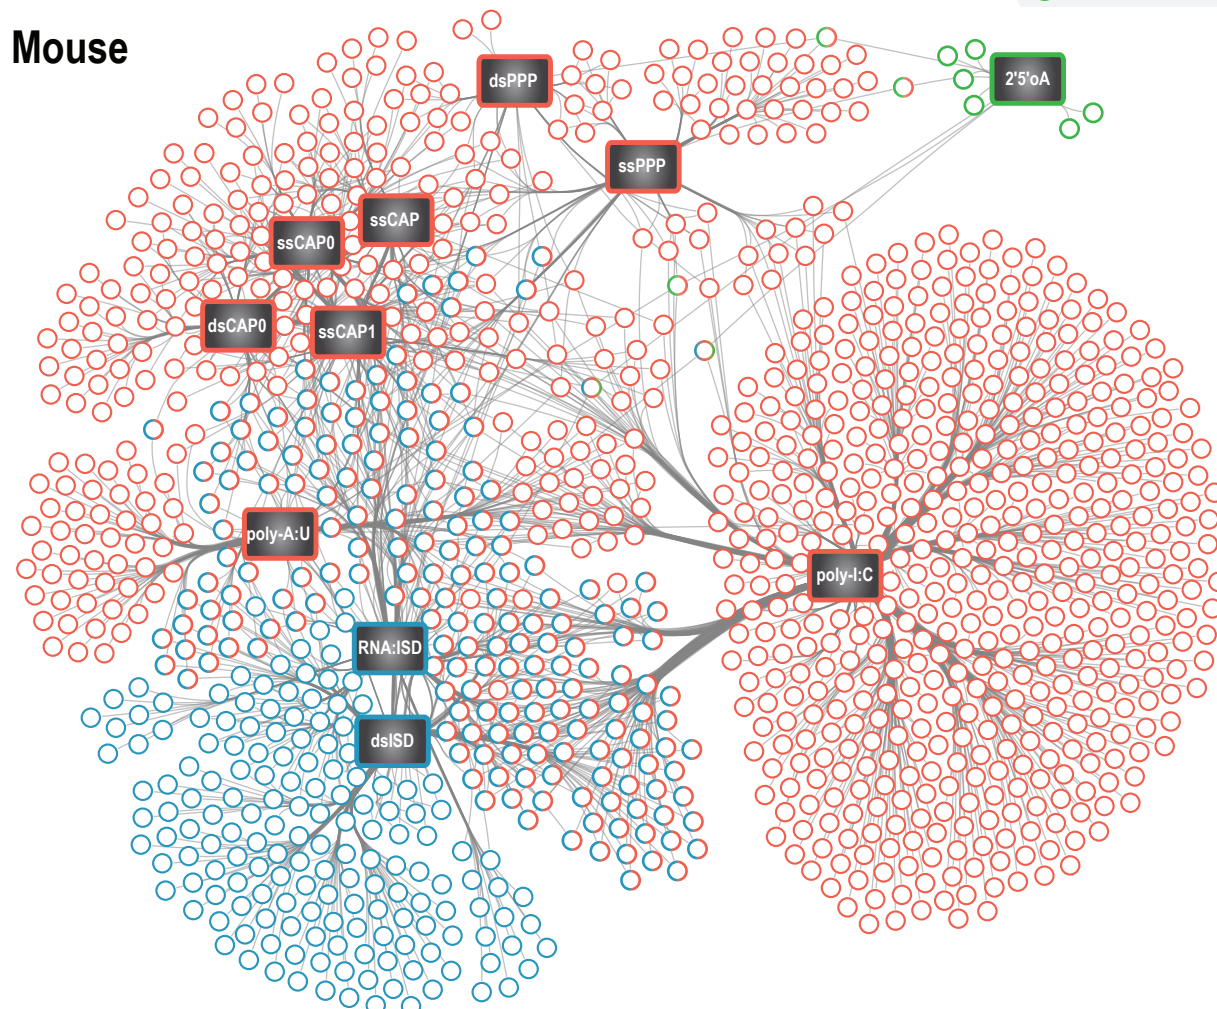 Mouse
dsPPP
2'5'oA
ssPPP
ssCAP
ssCAP0
dsCAP0
ssCAP1
poly-A:U
poly-I:C
RNA:ISD
dsISD